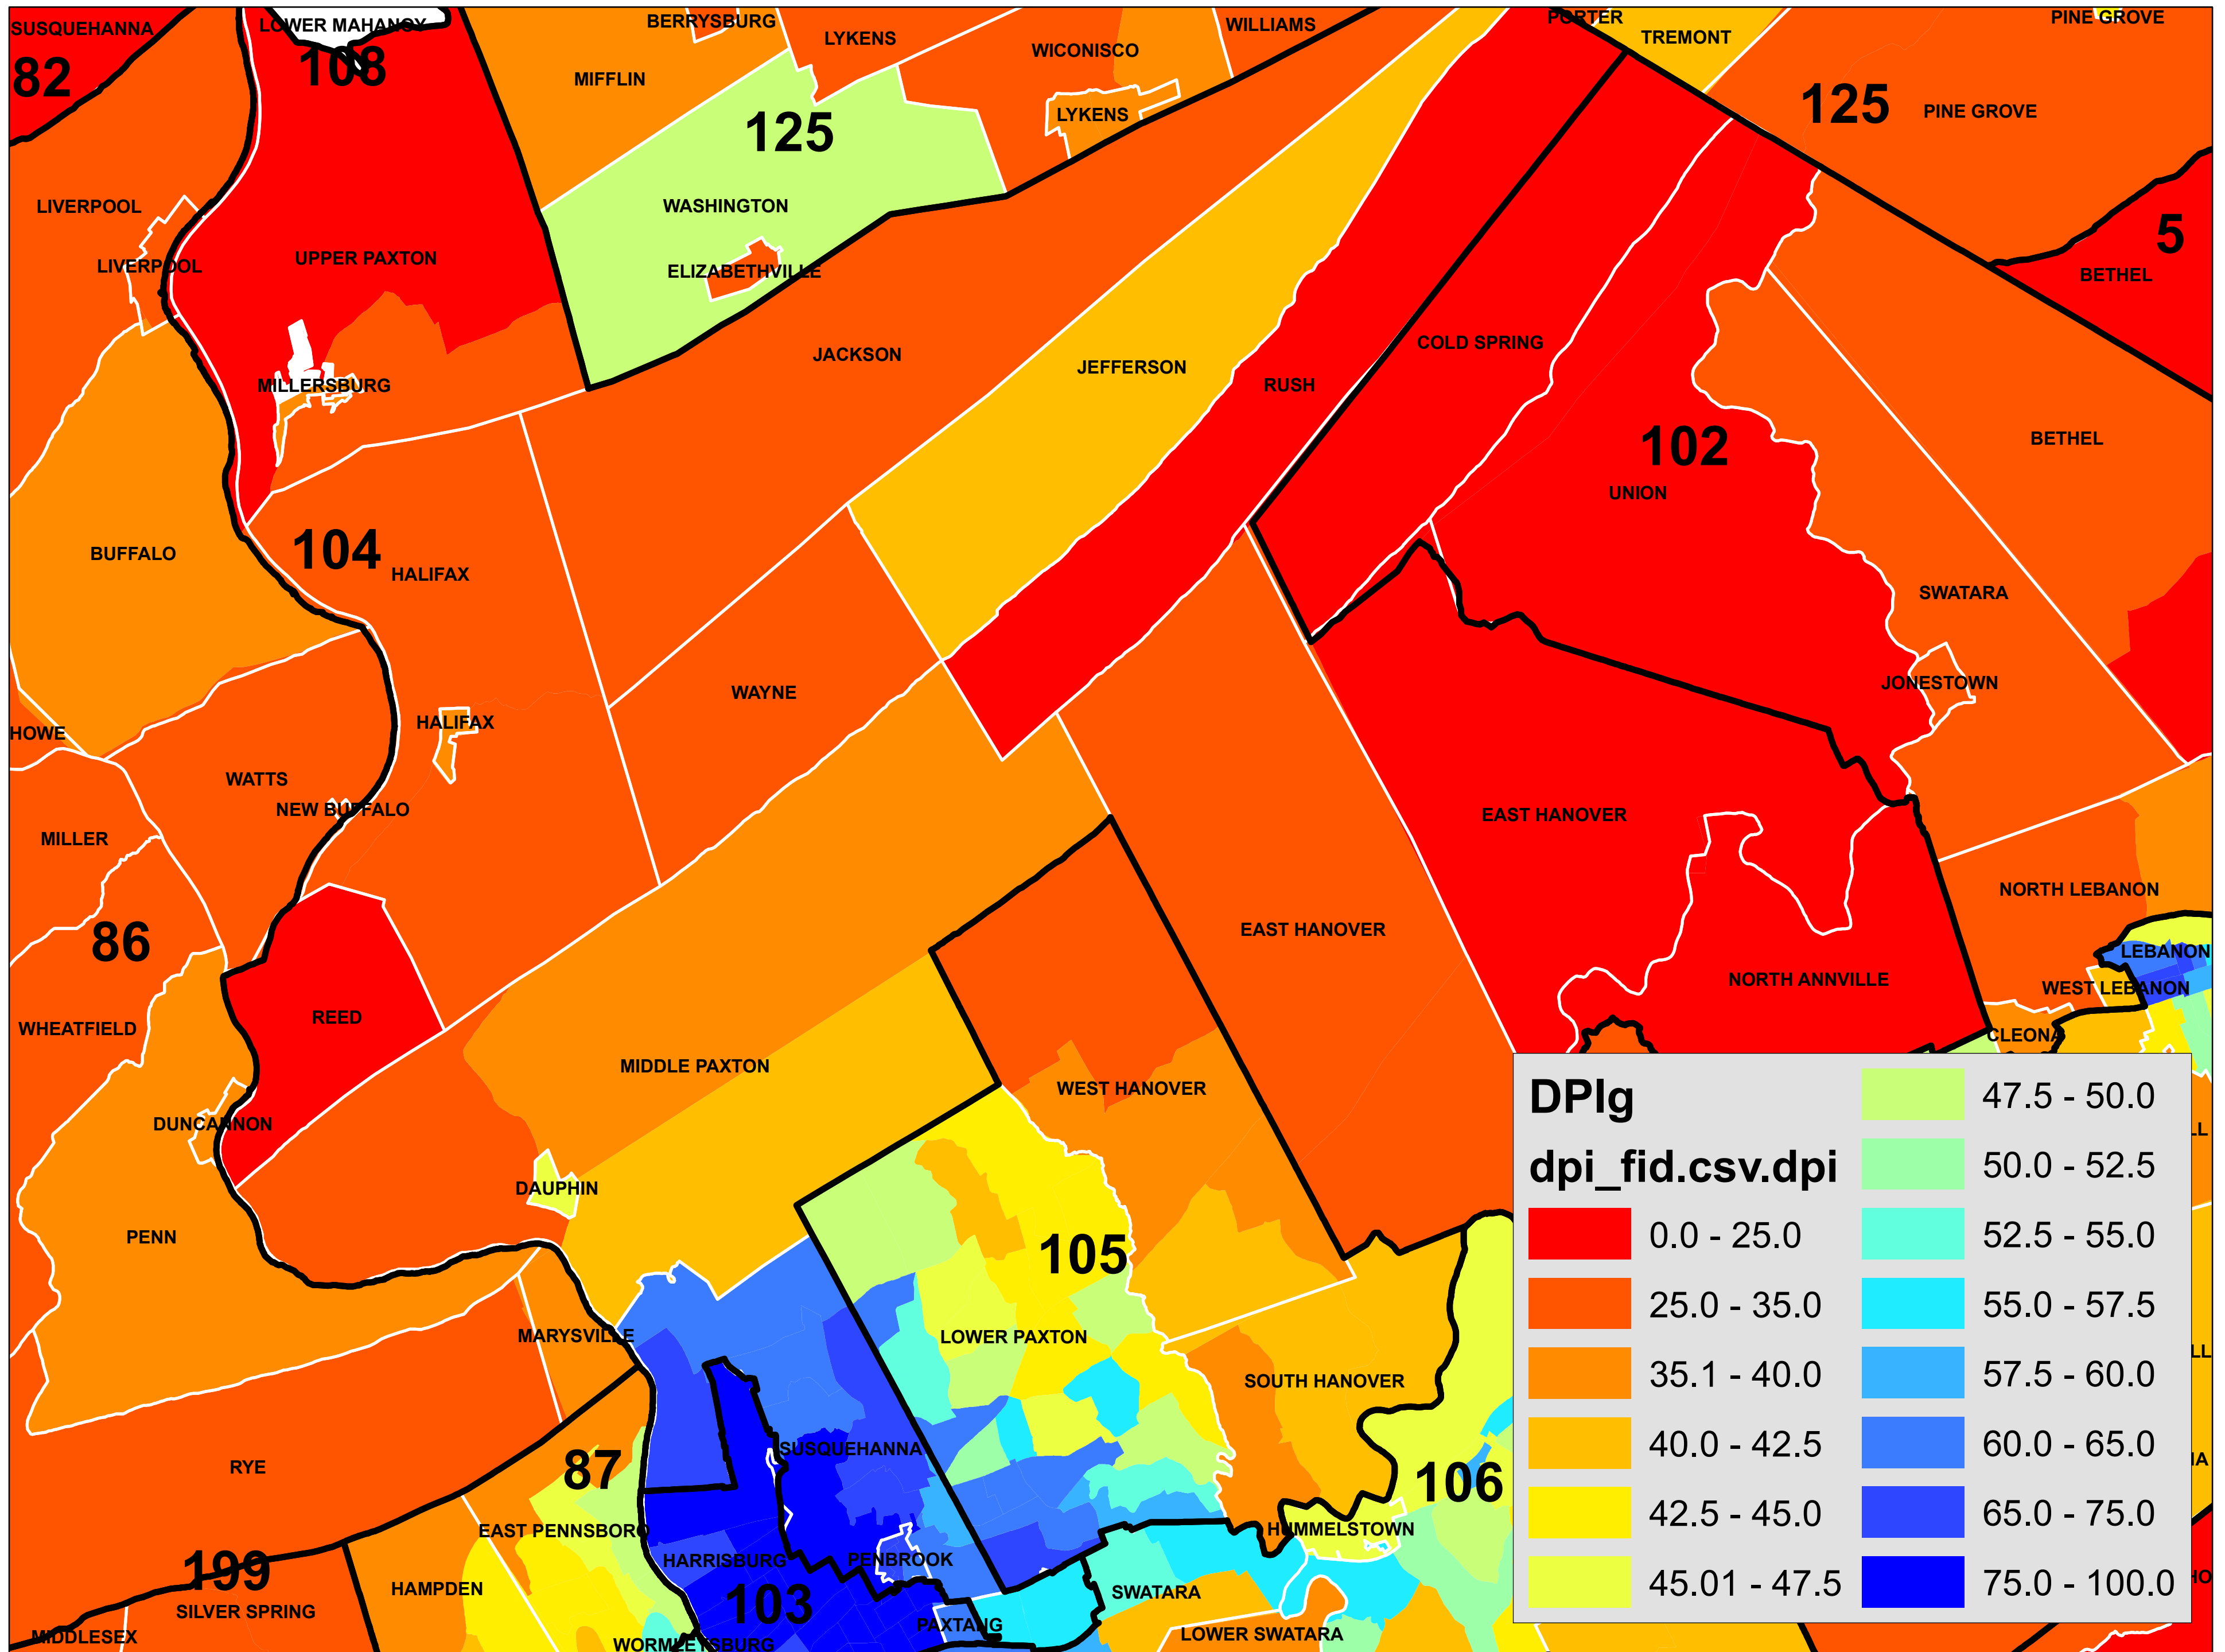 SUSQUEHANNA
LOWER MAHANOY
BERRYSBURG
LYKENS
WICONISCO
WILLIAMS
PORTER
TREMONT
PINE GROVE
82
108
MIFFLIN
125
LYKENS
125
PINE GROVE
LIVERPOOL
WASHINGTON
5
LIVERPOOL
UPPER PAXTON
ELIZABETHVILLE
BETHEL
MILLERSBURG
JACKSON
JEFFERSON
RUSH
COLD SPRING
102
BETHEL
UNION
BUFFALO
104
HALIFAX
SWATARA
HOWE
HALIFAX
WAYNE
JONESTOWN
WATTS
NEW BUFFALO
MILLER
EAST HANOVER
86
EAST HANOVER
NORTH LEBANON
LEBANON
WEST LEBANON
NORTH ANNVILLE
WHEATFIELD
REED
CLEONA
MIDDLE PAXTON
WEST HANOVER
DUNCANNON
DAUPHIN
PENN
105
MARYSVILLE
LOWER PAXTON
SOUTH HANOVER
RYE
87
SUSQUEHANNA
106
EAST PENNSBORO
HUMMELSTOWN
199
HARRISBURG
PENBROOK
HAMPDEN
103
SWATARA
SILVER SPRING
PAXTANG
MIDDLESEX
WORMLEYSBURG
LOWER SWATARA
DPIg
dpi_fid.csv.dpi
0.0 - 25.0
25.0 - 35.0
35.1 - 40.0
40.0 - 42.5
42.5 - 45.0
45.01 - 47.5
47.5 - 50.0
50.0 - 52.5
52.5 - 55.0
55.0 - 57.5
57.5 - 60.0
60.0 - 65.0
65.0 - 75.0
75.0 - 100.0